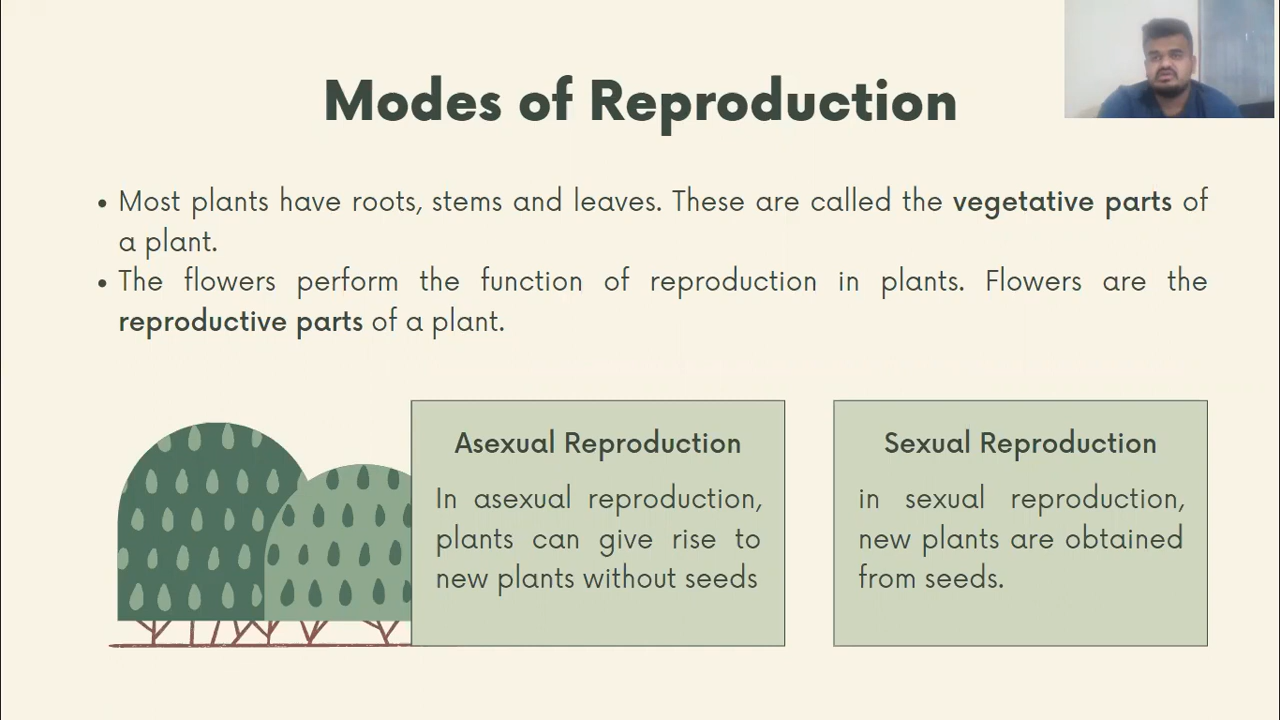 Modes of Reproduction
• Most plants have roots, stems and leaves. These are called the vegetative parts of
a plant.
• The flowers perform the function of reproduction in plants. Flowers are the
reproductive parts of a plant.
Asexual Reproduction
In asexual reproduction,
plants can give rise to
new plants without seeds
Sexual Reproduction
in sexual reproduction,
new plants are obtained
from seeds.